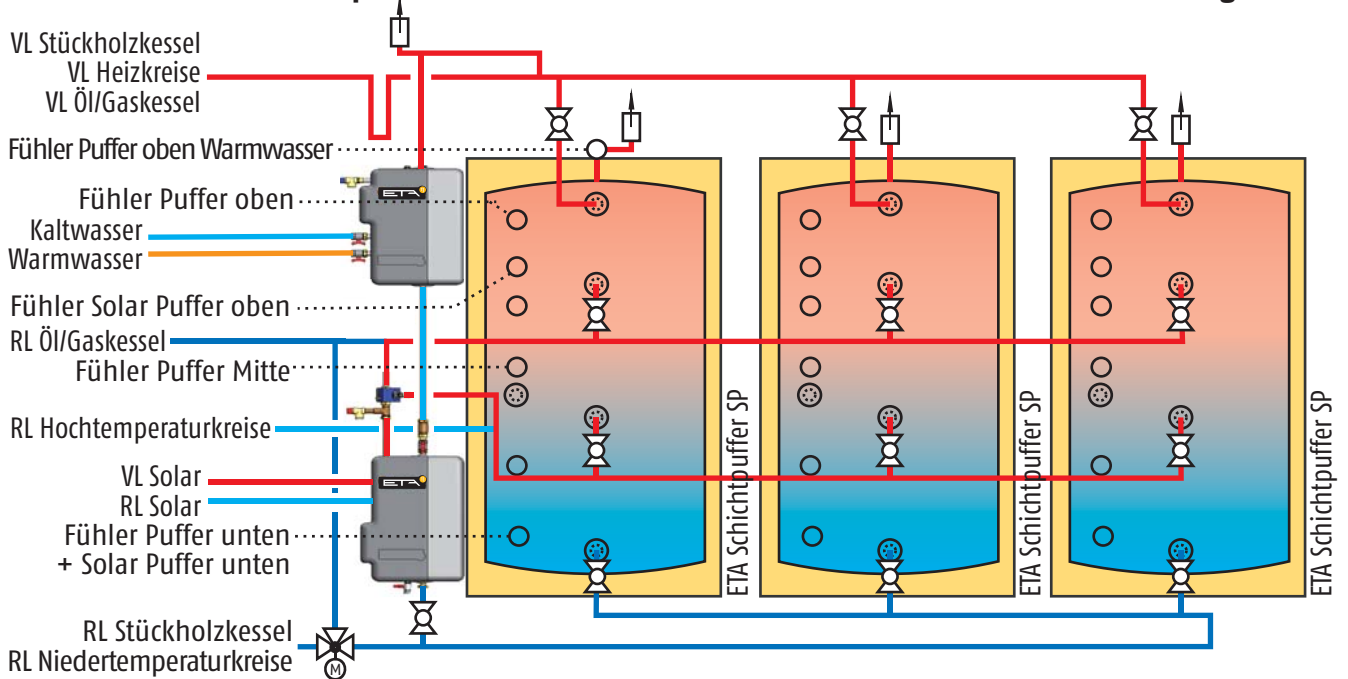 VL Stückholzkessel
VL Heizkreise
VL Öl/Gaskessel
Fühler Puffer oben Warmwasser
Fühler Puffer oben
Kaltwasser
Warmwasser
Fühler Solar Puffer oben
RL Öl/Gaskessel
Fühler Puffer Mitte
RL Hochtemperaturkreise
VL Solar
RL Solar
Fühler Puffer unten
+ Solar Puffer unten
RL Stückholzkessel
RL Niedertemperaturkreise
M
ETA
ETA
ETA Schichtpuffer SP
ETA Schichtpuffer SP
ETA Schichtpuffer SP